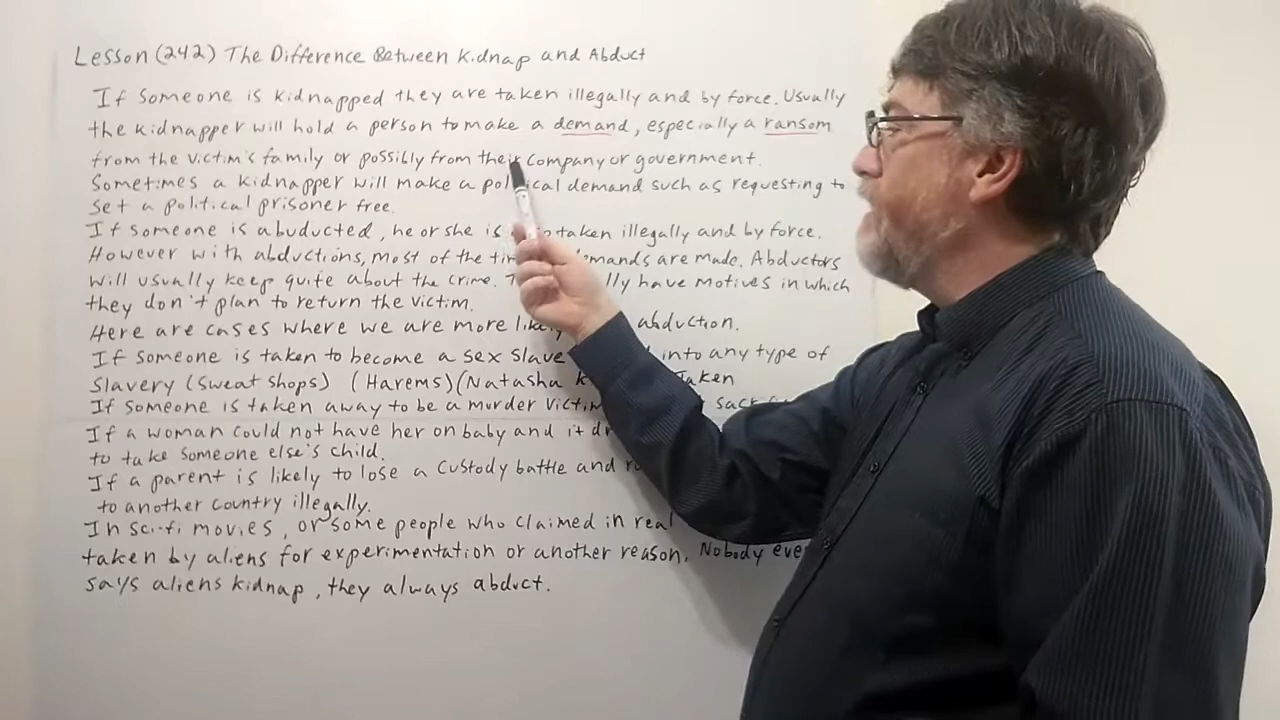 Lesson (242) The Difference Between Kidnap and Abduct
If someone is kidnapped they are taken illegally and by force. Usually
the kidnapper will hold a person to make a demand, especially a ransom
from the victim's family or possibly from their company or government.
Sometimes a kidnapper will make a political demand such as requesting to
set a political prisoner free.
If someone is abuducted, he or she is taken illegally and by force.
However with abductions, most of the demands are made. Abductors
will usually keep quite about the crime. have motives in which
they don't plan to return the victim.
Here are cases where we are more abduction.
If someone is taken to become a sex slave into any type of
slavery (sweat shops) (Harems) (Natasha Taken
If someone is taken away to be a murder victim
If a woman could not have her on baby and it
to take someone else's child.
If a parent is likely to lose a custody battle and
to another country illegally.
In sci-fi movies, or some people who claimed in real
taken by aliens for experimentation or another reason. Nobody
says aliens kidnap, they always abduct.